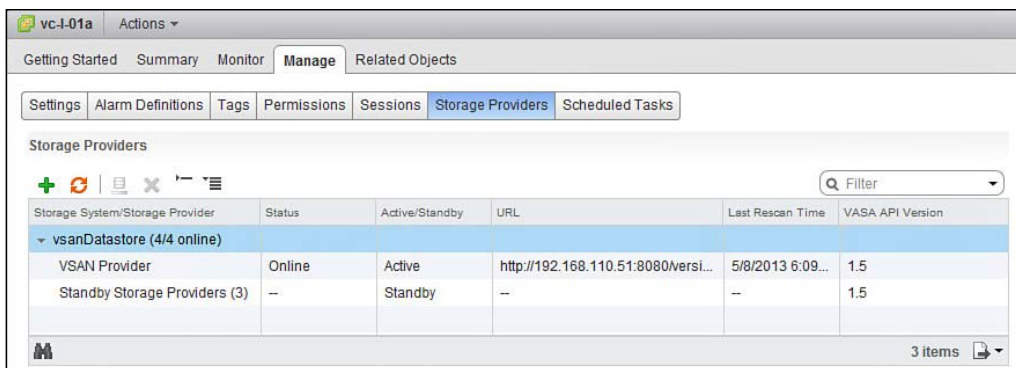 vc-l-01a Actions
Getting Started Summary Monitor Manage Related Objects
Settings Alarm Definitions Tags Permissions Sessions Storage Providers Scheduled Tasks
Storage Providers
Filter
Storage System/Storage Provider Status Active/Standby URL Last Rescan Time VASA API Version
vsanDatastore (4/4 online)
VSAN Provider Online Active http://192.168.110.51:8080/versi... 5/8/2013 6:09... 1.5
Standby Storage Providers (3) -- Standby -- -- 1.5
3 items